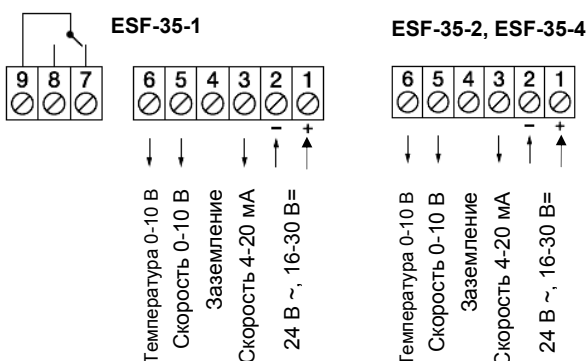 ESF-35-1
9 8 7
6 5 4 3 2 1
− +
Температура 0-10 В
Скорость 0-10 В
Заземление
Скорость 4-20 мА
24 В ~, 16-30 В=
ESF-35-2, ESF-35-4
6 5 4 3 2 1
− +
Температура 0-10 В
Скорость 0-10 В
Заземление
Скорость 4-20 мА
24 В ~, 16-30 В=